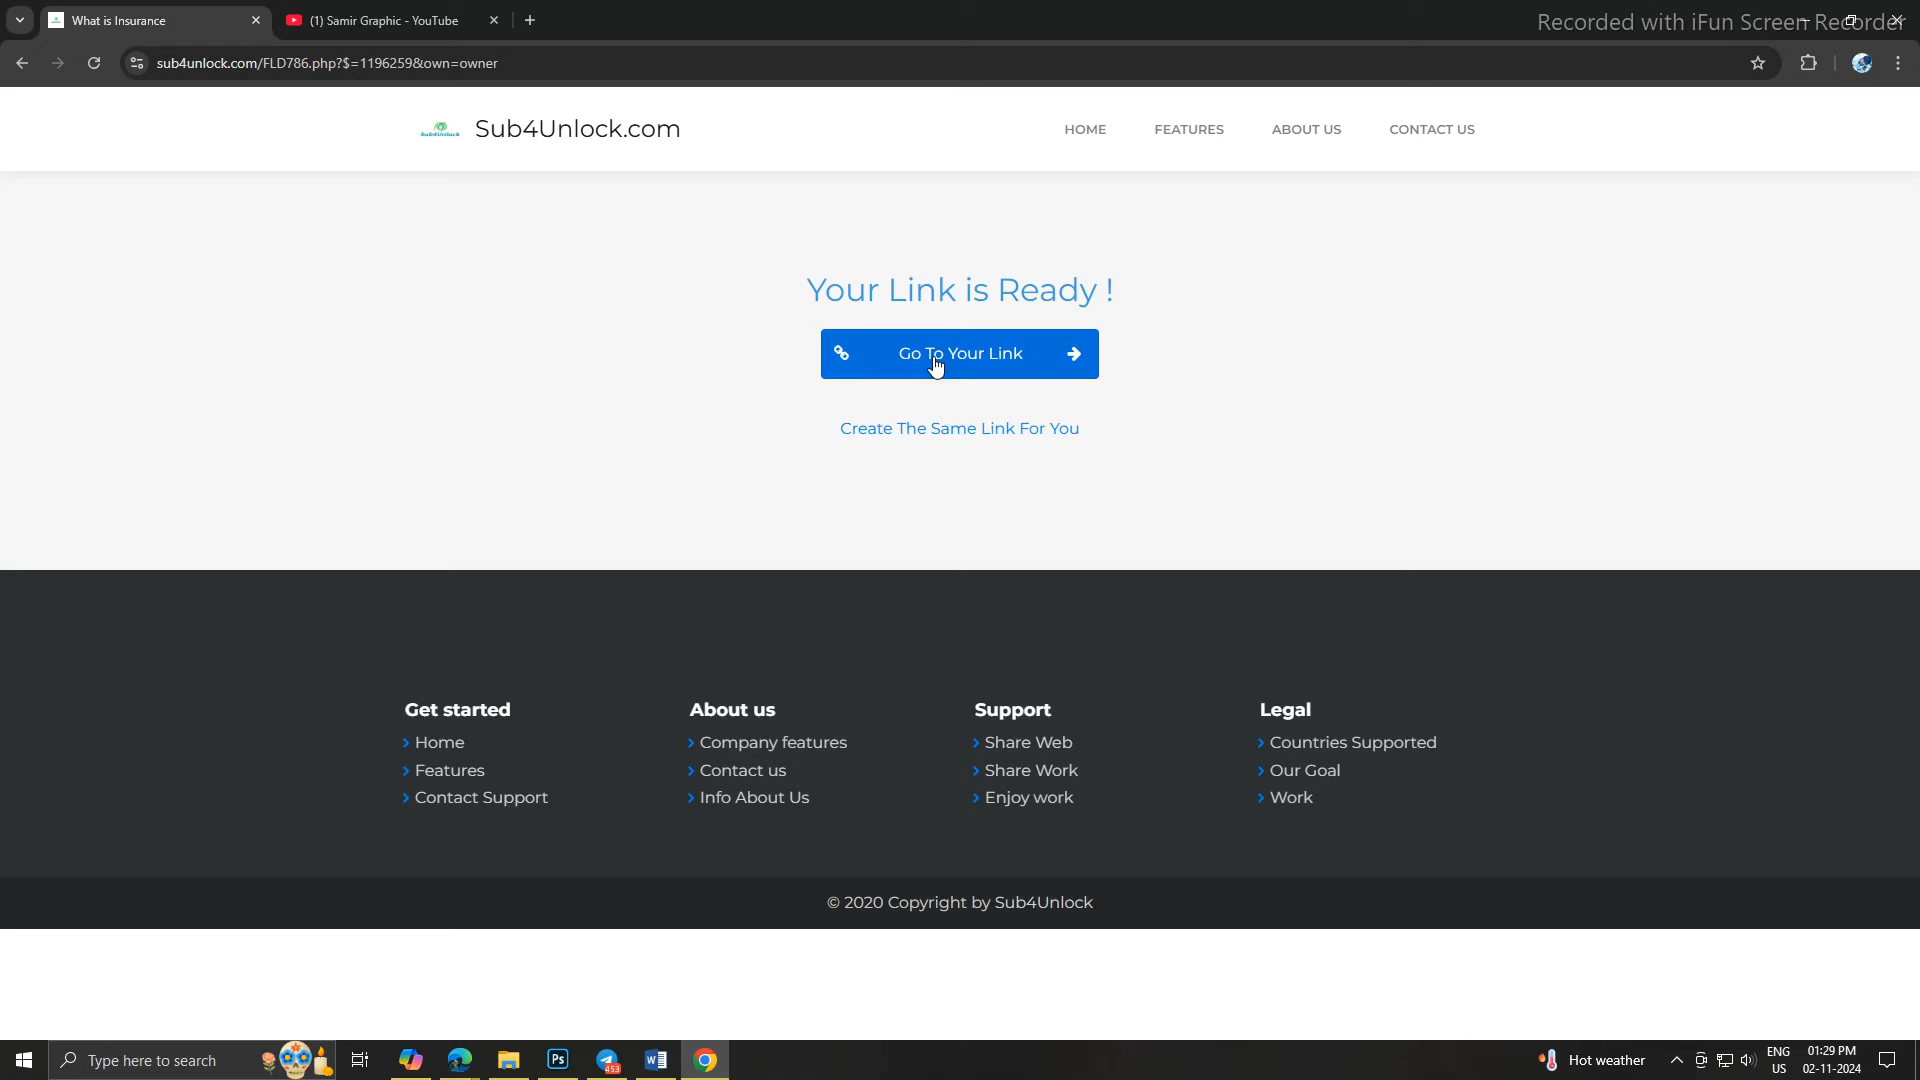 What is Insurance
(1) Samir Graphic - YouTube
Recorded with iFun Screen Recorder
sub4unlock.com/FLD786.php?$=1196259&own=owner
Sub4Unlock
Sub4Unlock.com
HOME
FEATURES
ABOUT US
CONTACT US
Your Link is Ready !
Go To Your Link
Create The Same Link For You
Get started
Home
Features
Contact Support
About us
Company features
Contact us
Info About Us
Support
Share Web
Share Work
Enjoy work
Legal
Countries Supported
Our Goal
Work
© 2020 Copyright by Sub4Unlock
Type here to search
Ps
453
Hot weather
ENG
US
01:29 PM
02-11-2024